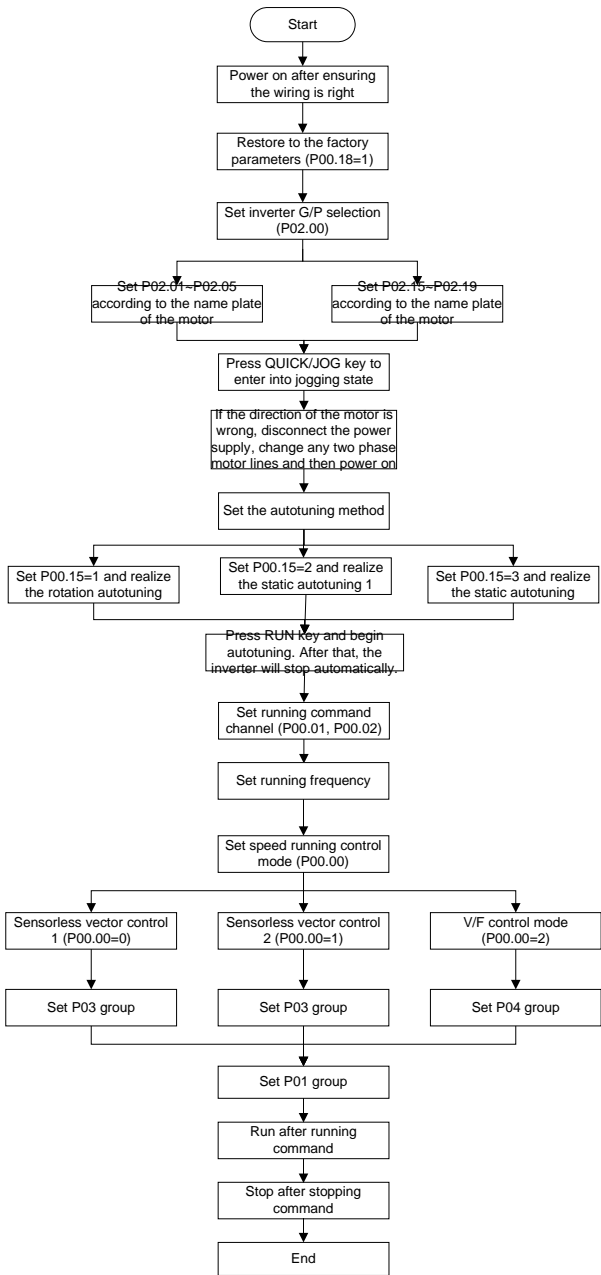 Start
Power on after ensuring
the wiring is right
Restore to the factory
parameters (P00.18=1)
Set inverter G/P selection
(P02.00)
Set P02.01~P02.05
according to the name plate
of the motor
Set P02.15~P02.19
according to the name plate
of the motor
Press QUICK/JOG key to
enter into jogging state
If the direction of the motor is
wrong, disconnect the power
supply, change any two phase
motor lines and then power on
Set the autotuning method
Set P00.15=1 and realize
the rotation autotuning
Set P00.15=2 and realize
the static autotuning 1
Set P00.15=3 and realize
the static autotuning
Press RUN key and begin
autotuning. After that, the
inverter will stop automatically.
Set running command
channel (P00.01, P00.02)
Set running frequency
Set speed running control
mode (P00.00)
Sensorless vector control
1 (P00.00=0)
Sensorless vector control
2 (P00.00=1)
V/F control mode
(P00.00=2)
Set P03 group
Set P03 group
Set P04 group
Set P01 group
Run after running
command
Stop after stopping
command
End